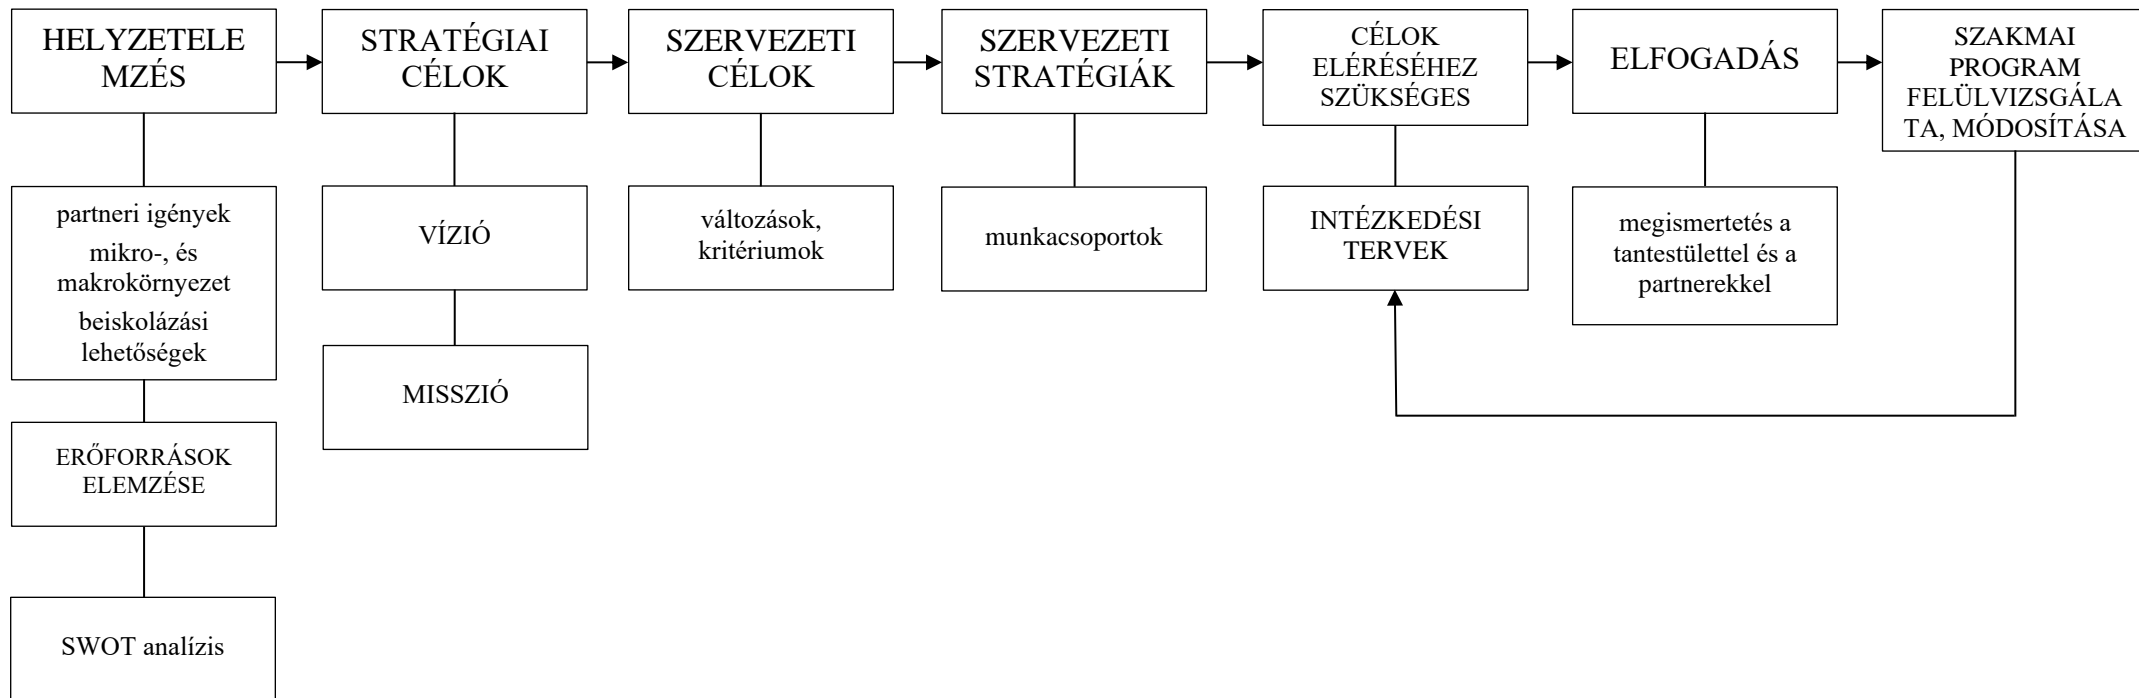 HELYZETELE
MZÉS
STRATÉGIAI
CÉLOK
SZERVEZETI
CÉLOK
SZERVEZETI
STRATÉGIÁK
CÉLOK
ELÉRÉSÉHEZ
SZÜKSÉGES
ELFOGADÁS
SZAKMAI
PROGRAM
FELÜLVIZSGÁLA
TA, MÓDOSÍTÁSA
partneri igények
mikro-, és
makrokörnyezet
beiskolázási
lehetőségek
VÍZIÓ
változások,
kritériumok
munkacsoportok
INTÉZKEDÉSI
TERVEK
megismertetés a
tantestülettel és a
partnerekkel
MISSZIÓ
ERŐFORRÁSOK
ELEMZÉSE
SWOT analízis